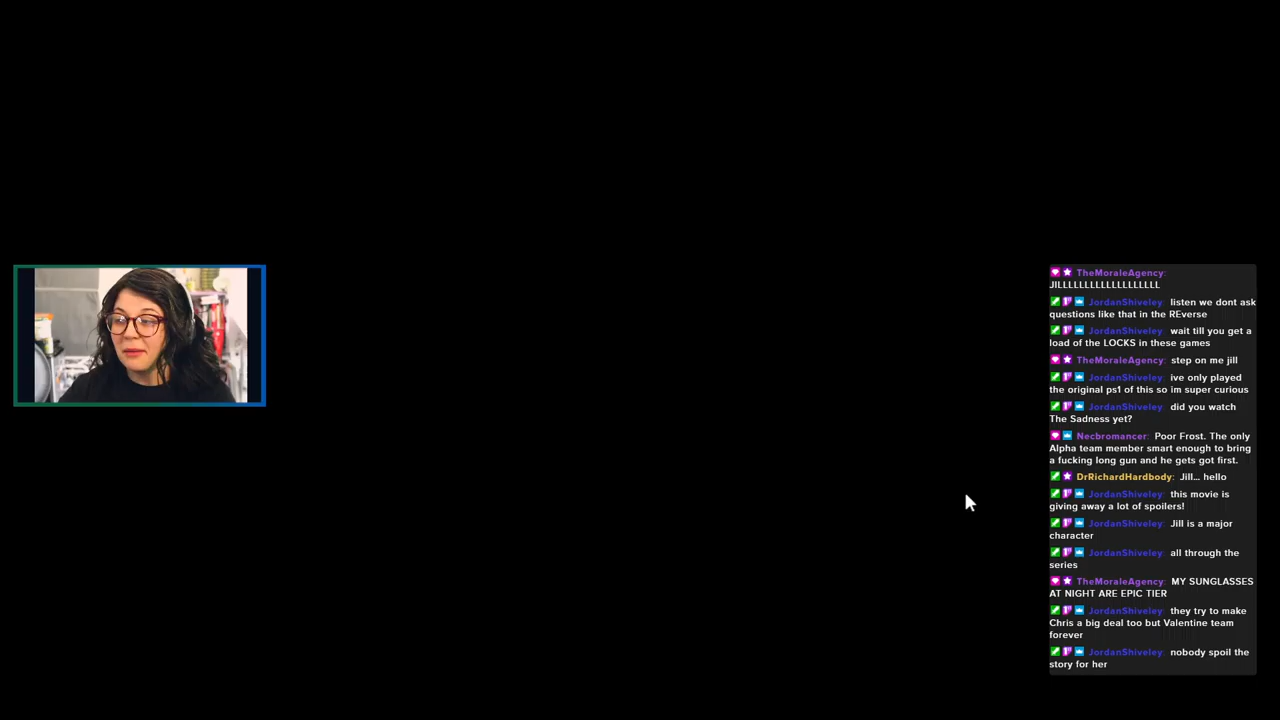 TheMoraleAgency:
JILLLLLLLLLLLLLLLLLLL
JordanShiveley: listen we dont ask
questions like that in the REverse
JordanShiveley: wait till you get a
load of the LOCKS in these games
TheMoraleAgency: step on me jill
JordanShiveley: ive only played
the original ps1 of this so im super curious
JordanShiveley: did you watch
The Sadness yet?
Necbromancer: Poor Frost. The only
Alpha team member smart enough to bring
a fucking long gun and he gets got first.
DrRichardHardbody: Jill... hello
JordanShiveley: this movie is
giving away a lot of spoilers!
JordanShiveley: Jill is a major
character
JordanShiveley: all through the
series
TheMoraleAgency: MY SUNGLASSES
AT NIGHT ARE EPIC TIER
JordanShiveley: they try to make
Chris a big deal too but Valentine team
forever
JordanShiveley: nobody spoil the
story for her